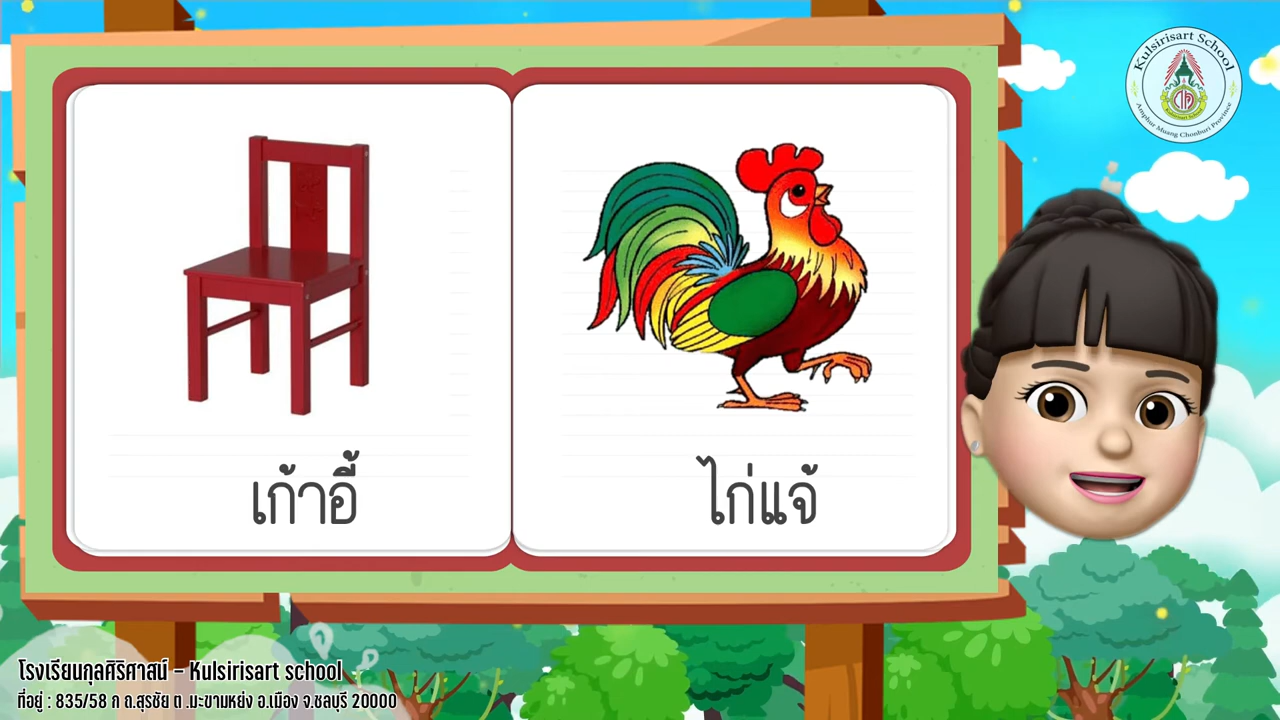 เก้าอี้
ไก่แจ้
Kulsirisart School
Amphur Muang Chonburi Province
โรงเรียนกุลศิริศาสน์ - Kulsirisart school
ที่อยู่ : 835/58 ก ถ.สุรชัย ต.มะขามหย่ง อ.เมือง จ.ชลบุรี 20000